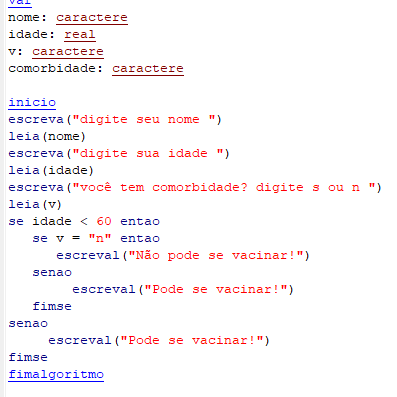 var
nome: caractere
idade: real
v: caractere
comorbidade: caractere
inicio
escreva("digite seu nome ")
leia(nome)
escreva("digite sua idade ")
leia(idade)
escreva("você tem comorbidade? digite s ou n ")
leia(v)
se idade < 60 entao
se v = "n" entao
escreval("Não pode se vacinar!")
senao
escreval("Pode se vacinar!")
fimse
senao
escreval("Pode se vacinar!")
fimse
fimalgoritmo